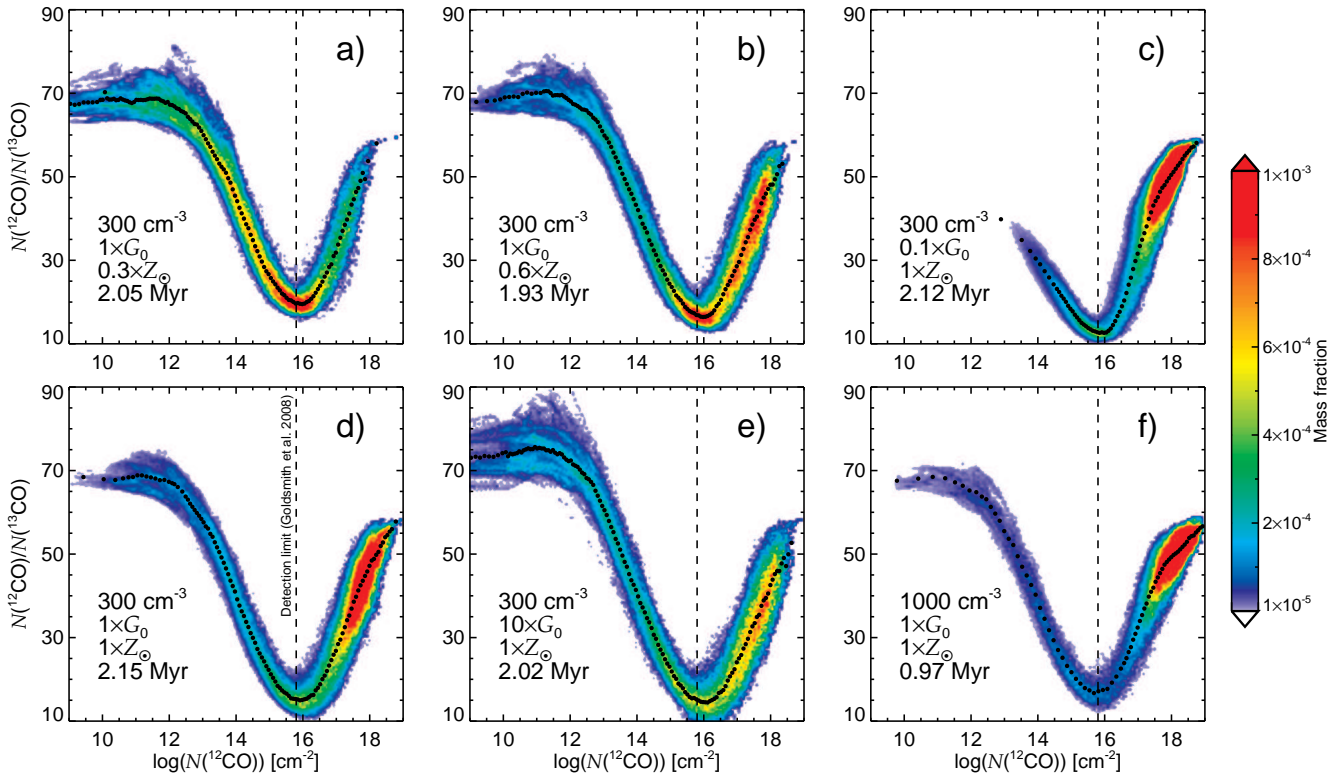 90
70
50
30
10
N(¹²CO)/N(¹³CO)
a)
300 cm⁻³
1×G₀
0.3×Z☉
2.05 Myr
10 12 14 16 18
90
70
50
30
10
b)
300 cm⁻³
1×G₀
0.6×Z☉
1.93 Myr
10 12 14 16 18
90
70
50
30
10
c)
300 cm⁻³
0.1×G₀
1×Z☉
2.12 Myr
10 12 14 16 18
90
70
50
30
10
N(¹²CO)/N(¹³CO)
d)
Detection limit (Goldsmith et al. 2008)
300 cm⁻³
1×G₀
1×Z☉
2.15 Myr
10 12 14 16 18
log(N(¹²CO)) [cm⁻²]
90
70
50
30
10
e)
300 cm⁻³
10×G₀
1×Z☉
2.02 Myr
10 12 14 16 18
log(N(¹²CO)) [cm⁻²]
90
70
50
30
10
f)
1000 cm⁻³
1×G₀
1×Z☉
0.97 Myr
10 12 14 16 18
log(N(¹²CO)) [cm⁻²]
1×10⁻³
8×10⁻⁴
6×10⁻⁴
4×10⁻⁴
2×10⁻⁴
1×10⁻⁵
Mass fraction